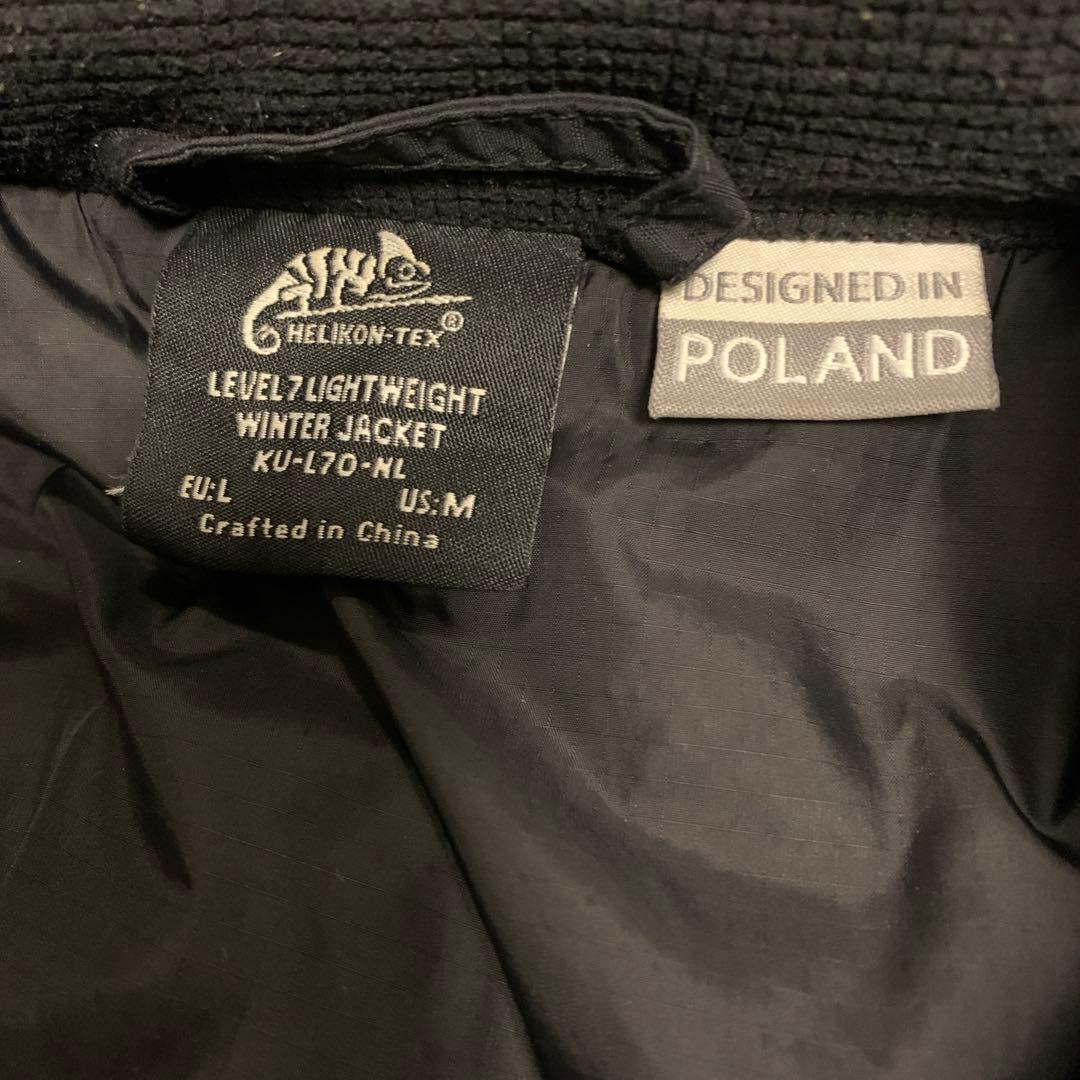 HELIKON-TEX®
LEVEL 7 LIGHTWEIGHT
WINTER JACKET
KU-L70-NL
EU:L US:M
Crafted in China
DESIGNED IN
POLAND